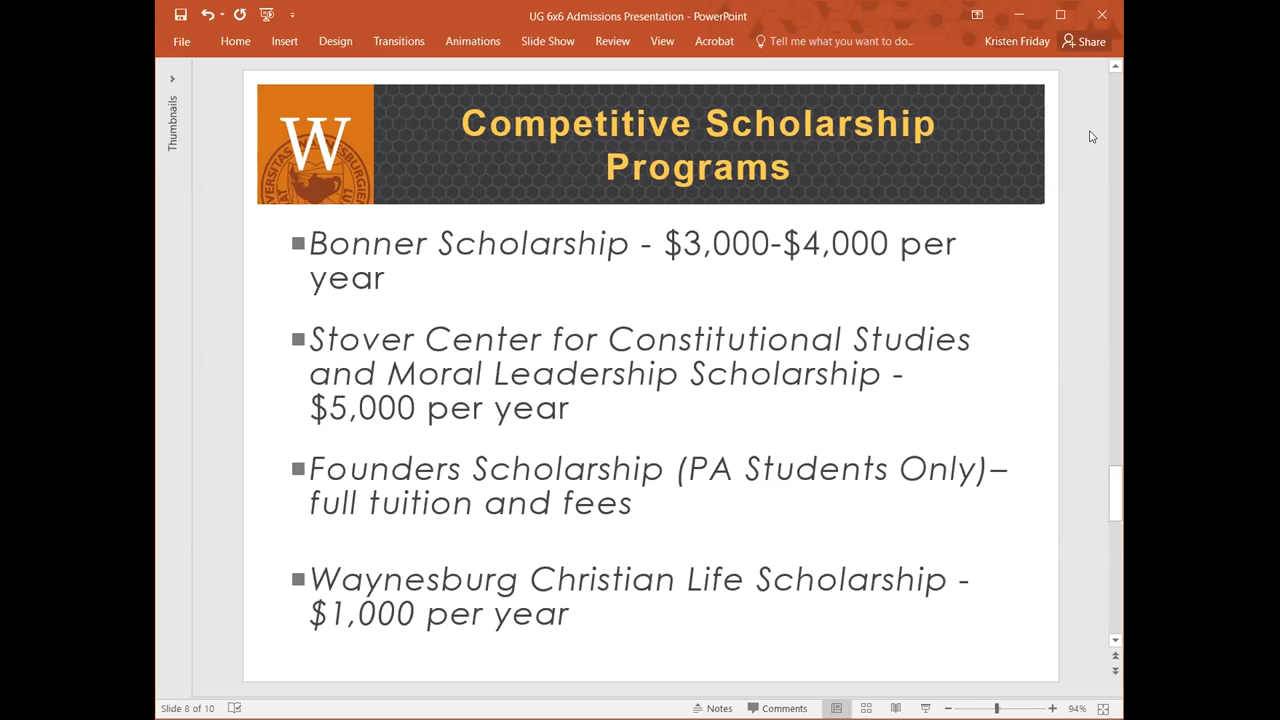 UG 6x6 Admissions Presentation - PowerPoint
File Home Insert Design Transitions Animations Slide Show Review View Acrobat Tell me what you want to do... Kristen Friday Share
Thumbnails
W
Competitive Scholarship
Programs
Bonner Scholarship - $3,000-$4,000 per
year
Stover Center for Constitutional Studies
and Moral Leadership Scholarship -
$5,000 per year
Founders Scholarship (PA Students Only)–
full tuition and fees
Waynesburg Christian Life Scholarship -
$1,000 per year
Slide 8 of 10 Notes Comments 94%